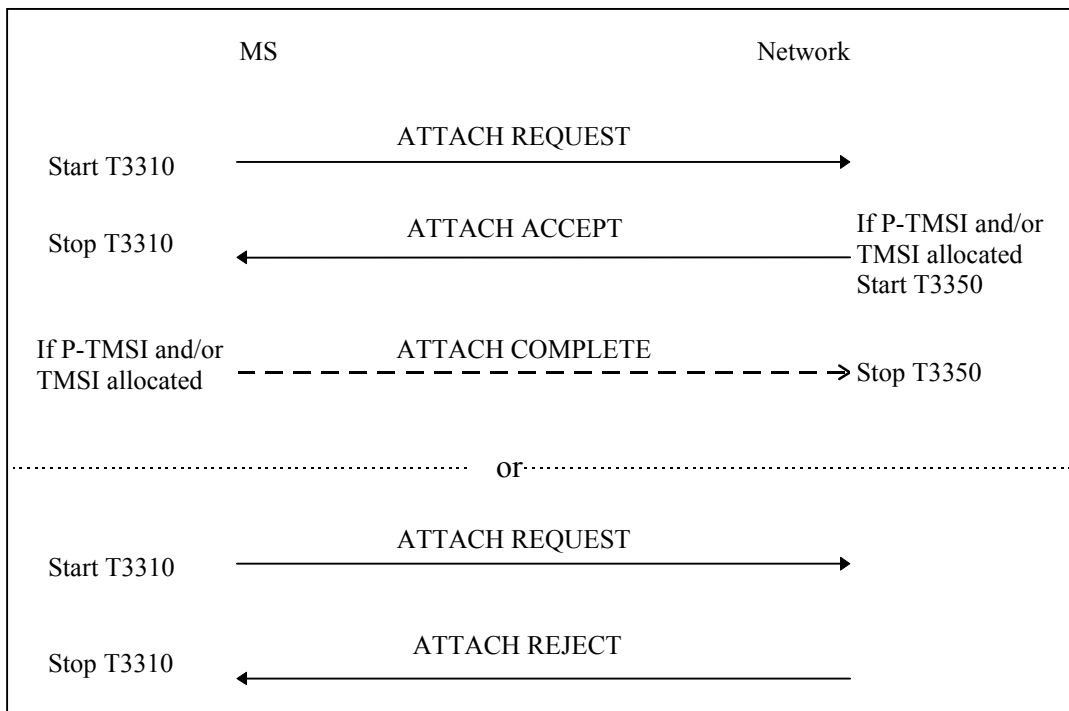 MS Network
ATTACH REQUEST
Start T3310
ATTACH ACCEPT
Stop T3310
If P-TMSI and/or
TMSI allocated
Start T3350
If P-TMSI and/or
TMSI allocated
ATTACH COMPLETE
Stop T3350
or
ATTACH REQUEST
Start T3310
ATTACH REJECT
Stop T3310